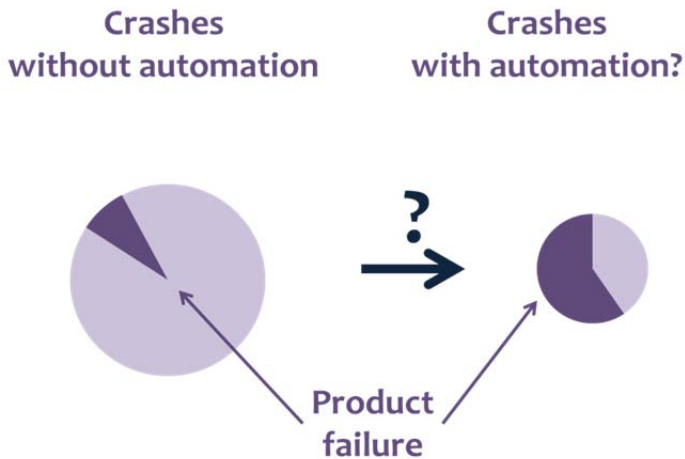 Crashes
without automation
Crashes
with automation?
?
Product
failure